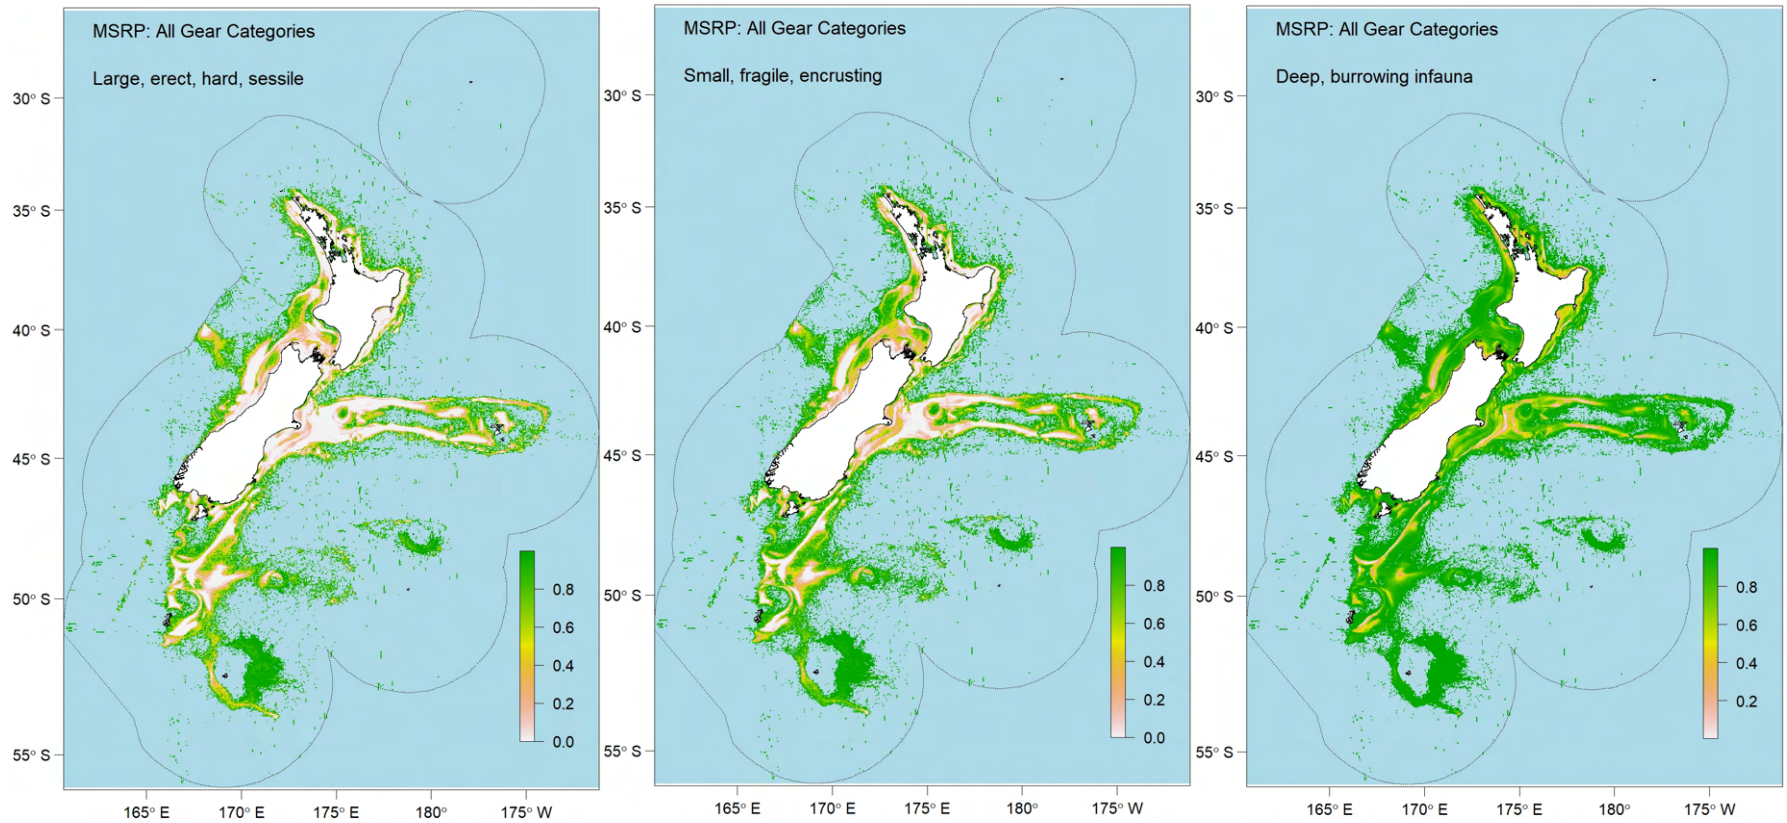 MSRP: All Gear Categories
Large, erect, hard, sessile
30° S
35° S
40° S
45° S
50° S
55° S
165° E
170° E
175° E
180°
175° W
0.8
0.6
0.4
0.2
0.0
MSRP: All Gear Categories
Small, fragile, encrusting
30° S
35° S
40° S
45° S
50° S
55° S
165° E
170° E
175° E
180°
175° W
0.8
0.6
0.4
0.2
0.0
MSRP: All Gear Categories
Deep, burrowing infauna
30° S
35° S
40° S
45° S
50° S
55° S
165° E
170° E
175° E
180°
175° W
0.8
0.6
0.4
0.2